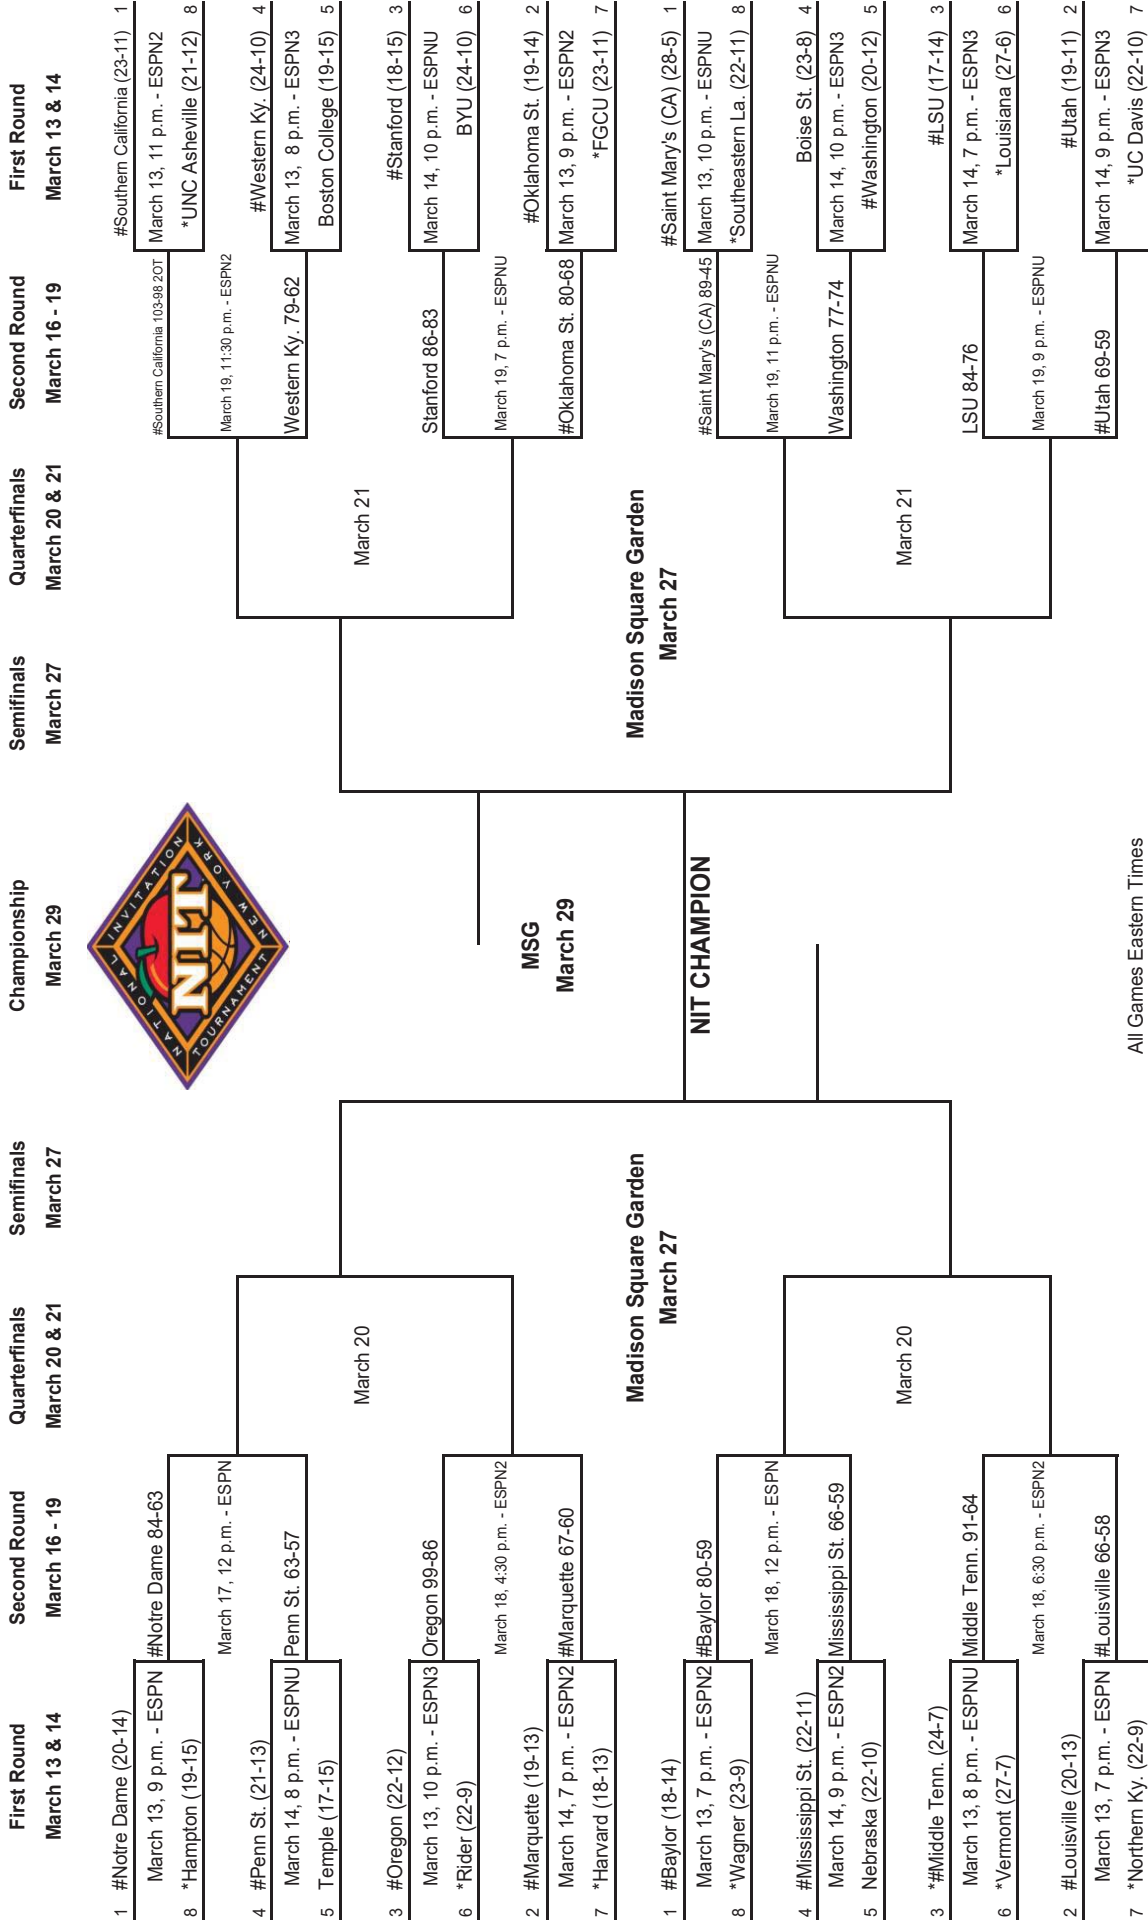 First Round
March 13 & 14
Second Round
March 16 - 19
Quarterfinals
March 20 & 21
Semifinals
March 27
Championship
March 29
Semifinals
March 27
Quarterfinals
March 20 & 21
Second Round
March 16 - 19
First Round
March 13 & 14
1 #Notre Dame (20-14)
March 13, 9 p.m. - ESPN
8 *Hampton (19-15)
#Notre Dame 84-63
March 17, 12 p.m. - ESPN
4 #Penn St. (21-13)
March 14, 8 p.m. - ESPNU
5 Temple (17-15)
Penn St. 63-57
March 20
3 #Oregon (22-12)
March 13, 10 p.m. - ESPN3
6 *Rider (22-9)
Oregon 99-86
March 18, 4:30 p.m. - ESPN2
2 #Marquette (19-13)
March 14, 7 p.m. - ESPN2
7 *Harvard (18-13)
#Marquette 67-60
Madison Square Garden
March 27
1 #Baylor (18-14)
March 13, 7 p.m. - ESPN2
8 *Wagner (23-9)
#Baylor 80-59
March 18, 12 p.m. - ESPN
4 #Mississippi St. (22-11)
March 14, 9 p.m. - ESPN2
5 Nebraska (22-10)
Mississippi St. 66-59
March 20
3 *#Middle Tenn. (24-7)
March 13, 8 p.m. - ESPNU
6 *Vermont (27-7)
Middle Tenn. 91-64
March 18, 6:30 p.m. - ESPN2
2 #Louisville (20-13)
March 13, 7 p.m. - ESPN
7 *Northern Ky. (22-9)
#Louisville 66-58
NATIONAL INVITATION
NIT
TOURNAMENT NEW YORK
MSG
March 29
NIT CHAMPION
All Games Eastern Times
#Southern California (23-11) 1
March 13, 11 p.m. - ESPN2
*UNC Asheville (21-12) 8
#Southern California 103-98 2OT
March 19, 11:30 p.m. - ESPN2
#Western Ky. (24-10) 4
March 13, 8 p.m. - ESPN3
Boston College (19-15) 5
Western Ky. 79-62
March 21
#Stanford (18-15) 3
March 14, 10 p.m. - ESPNU
BYU (24-10) 6
Stanford 86-83
March 19, 7 p.m. - ESPNU
#Oklahoma St. (19-14) 2
March 13, 9 p.m. - ESPN2
*FGCU (23-11) 7
#Oklahoma St. 80-68
Madison Square Garden
March 27
#Saint Mary's (CA) (28-5) 1
March 13, 10 p.m. - ESPNU
*Southeastern La. (22-11) 8
#Saint Mary's (CA) 89-45
March 19, 11 p.m. - ESPNU
Boise St. (23-8) 4
March 14, 10 p.m. - ESPN3
#Washington (20-12) 5
Washington 77-74
March 21
#LSU (17-14) 3
March 14, 7 p.m. - ESPN3
*Louisiana (27-6) 6
LSU 84-76
March 19, 9 p.m. - ESPNU
#Utah (19-11) 2
March 14, 9 p.m. - ESPN3
*UC Davis (22-10) 7
#Utah 69-59